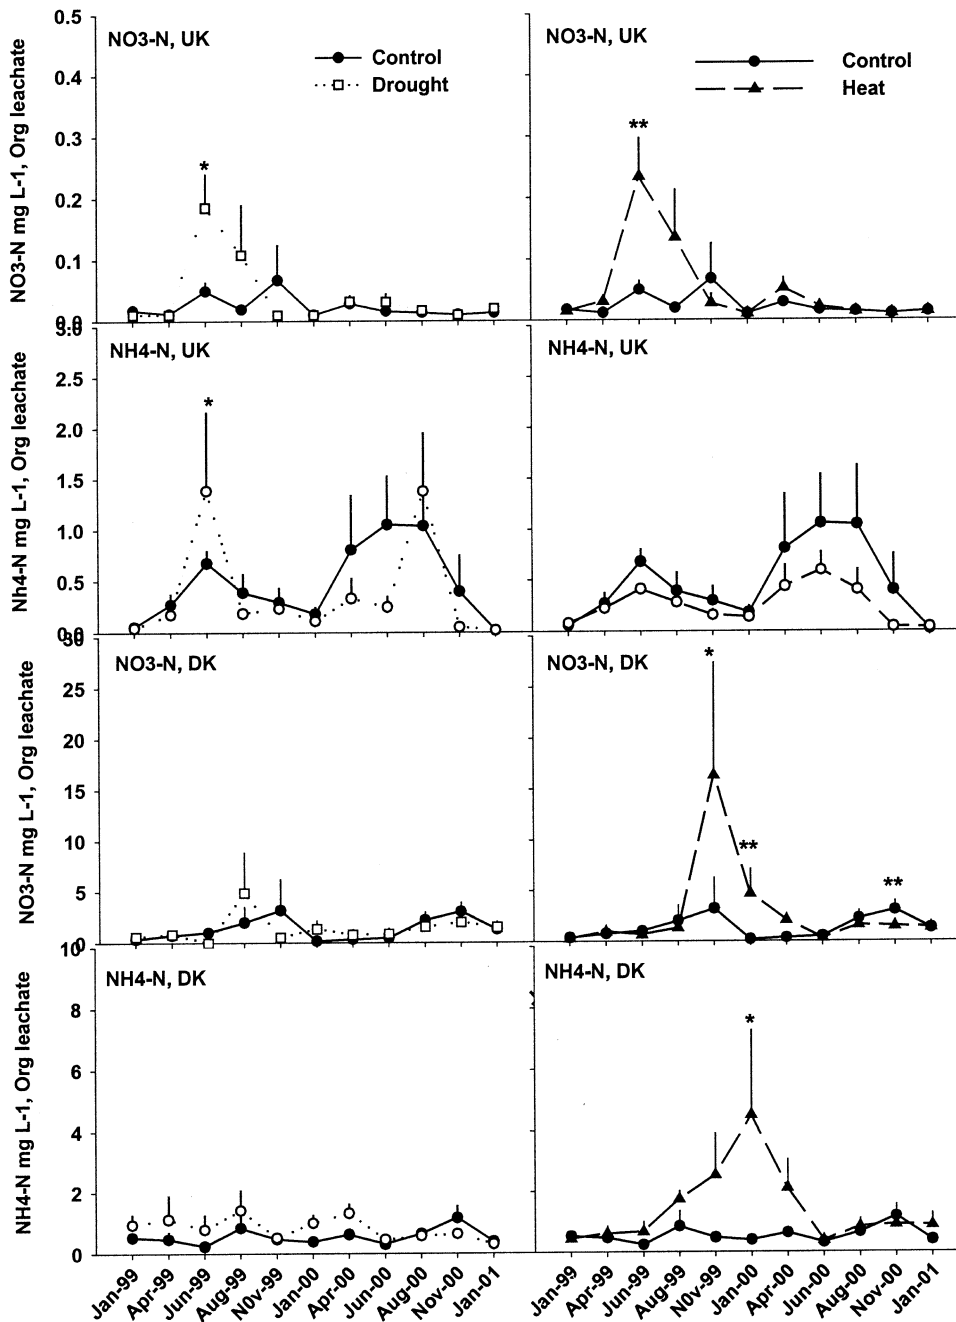 NO3-N, UK
Control
Drought
0.5
0.4
0.3
0.2
0.1
0.0
NO3-N mg L-1, Org leachate
*
NO3-N, UK
Control
Heat
**
NH4-N, UK
3.0
2.5
2.0
1.5
1.0
0.5
0.0
Nh4-N mg L-1, Org leachate
*
NH4-N, UK
NO3-N, DK
30
25
20
15
10
5
0
NO3-N mg L-1, Org leachate
NO3-N, DK
*
**
**
NH4-N, DK
10
8
6
4
2
0
NH4-N mg L-1, Org leachate
NH4-N, DK
*
Jan-99
Apr-99
Jun-99
Aug-99
N0v-99
Jan-00
Apr-00
Jun-00
Aug-00
Nov-00
Jan-01
Jan-99
Apr-99
Jun-99
Aug-99
N0v-99
Jan-00
Apr-00
Jun-00
Aug-00
Nov-00
Jan-01